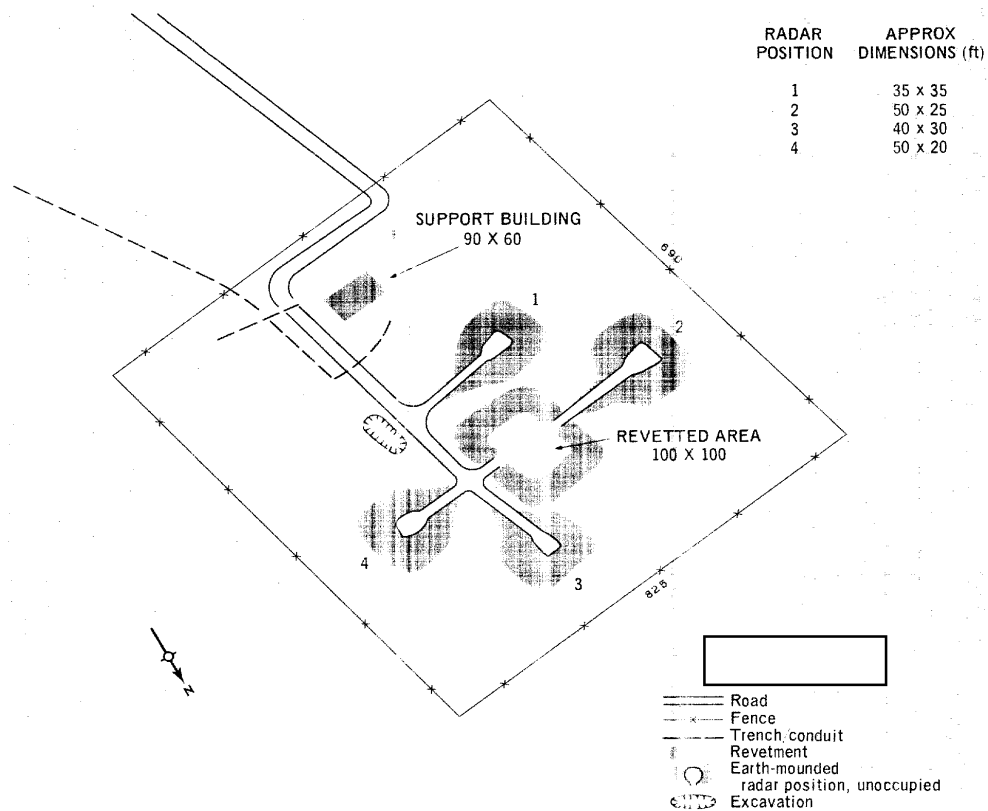 RADAR POSITION APPROX DIMENSIONS (ft)
1 35 x 35
2 50 x 25
3 40 x 30
4 50 x 20
SUPPORT BUILDING
90 X 60
1
2
690
REVETTED AREA
100 X 100
4
3
825
N
Road
Fence
Trench/conduit
Revetment
Earth-mounded
radar position, unoccupied
Excavation